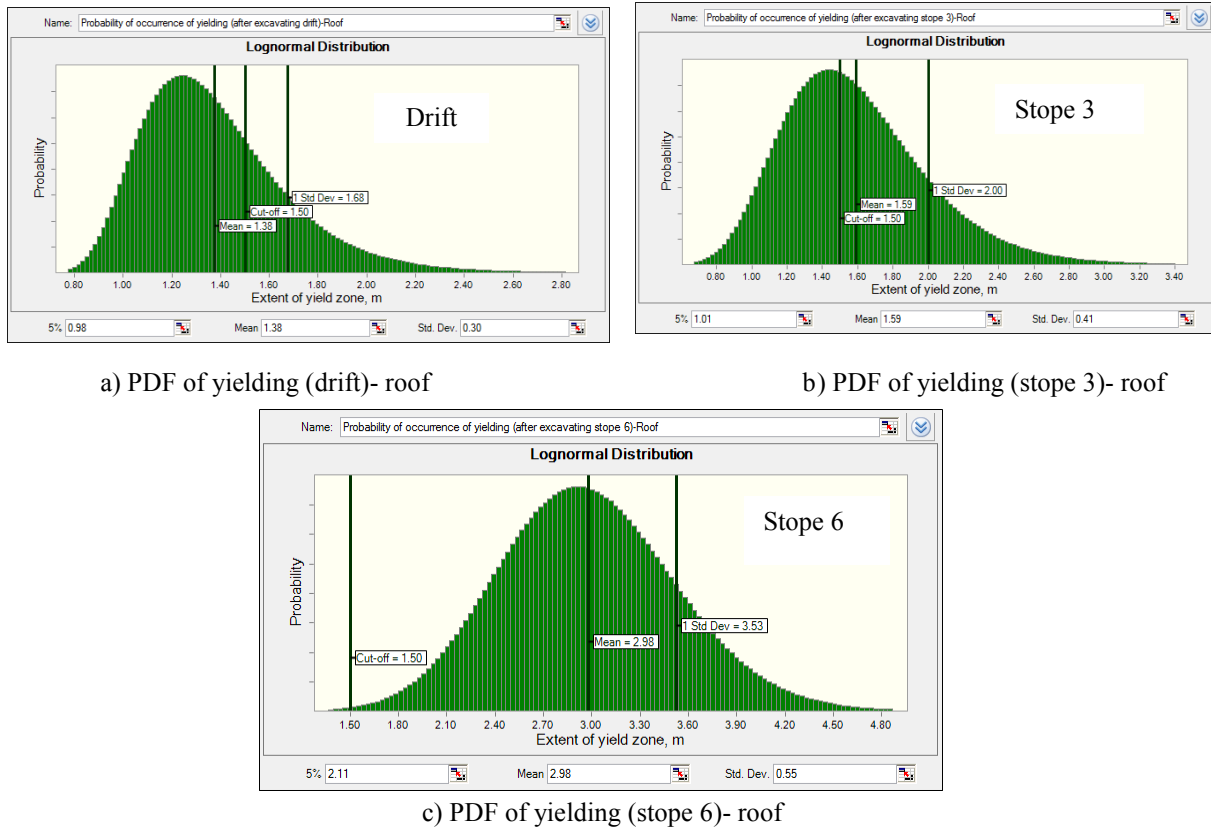 Name: Probability of occurrence of yielding (after excavating drift)-Roof
Lognormal Distribution
Drift
Probability
1 Std Dev = 1.68
Cut-off = 1.50
Mean = 1.38
0.80 1.00 1.20 1.40 1.60 1.80 2.00 2.20 2.40 2.60 2.80
Extent of yield zone, m
5% 0.98 Mean 1.38 Std. Dev. 0.30
a) PDF of yielding (drift)- roof
Name: Probability of occurrence of yielding (after excavating stope 3)-Roof
Lognormal Distribution
Stope 3
Probability
1 Std Dev = 2.00
Mean = 1.59
Cut-off = 1.50
0.80 1.00 1.20 1.40 1.60 1.80 2.00 2.20 2.40 2.60 2.80 3.00 3.20 3.40
Extent of yield zone, m
5% 1.01 Mean 1.59 Std. Dev. 0.41
b) PDF of yielding (stope 3)- roof
Name: Probability of occurrence of yielding (after excavating stope 6)-Roof
Lognormal Distribution
Stope 6
Probability
1 Std Dev = 3.53
Mean = 2.98
Cut-off = 1.50
1.50 1.80 2.10 2.40 2.70 3.00 3.30 3.60 3.90 4.20 4.50 4.80
Extent of yield zone, m
5% 2.11 Mean 2.98 Std. Dev. 0.55
c) PDF of yielding (stope 6)- roof